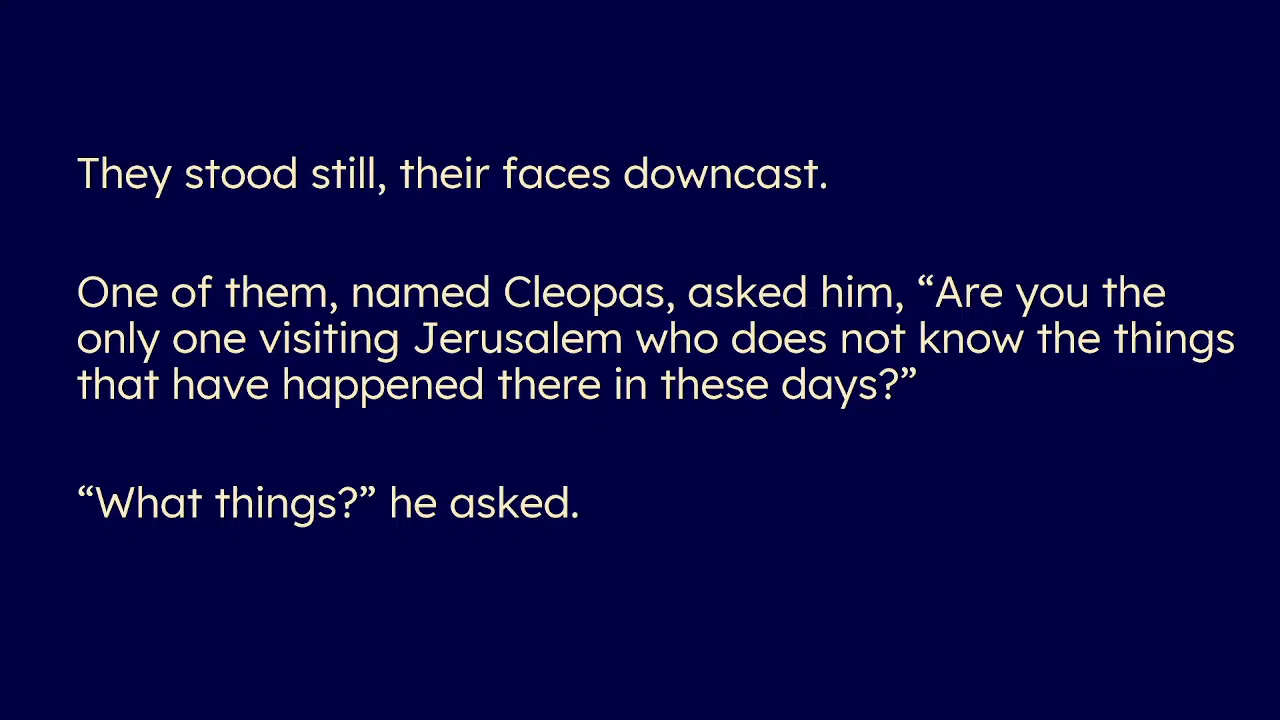 They stood still, their faces downcast.
One of them, named Cleopas, asked him, “Are you the
only one visiting Jerusalem who does not know the things
that have happened there in these days?”
“What things?” he asked.